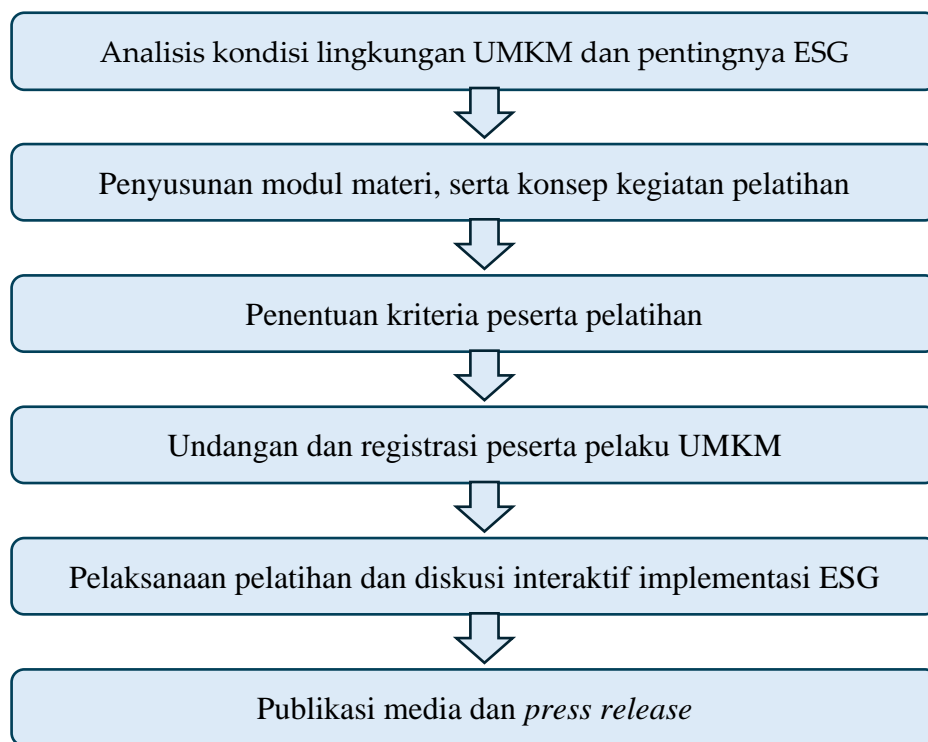 Analisis kondisi lingkungan UMKM dan pentingnya ESG
Penyusunan modul materi, serta konsep kegiatan pelatihan
Penentuan kriteria peserta pelatihan
Undangan dan registrasi peserta pelaku UMKM
Pelaksanaan pelatihan dan diskusi interaktif implementasi ESG
Publikasi media dan press release